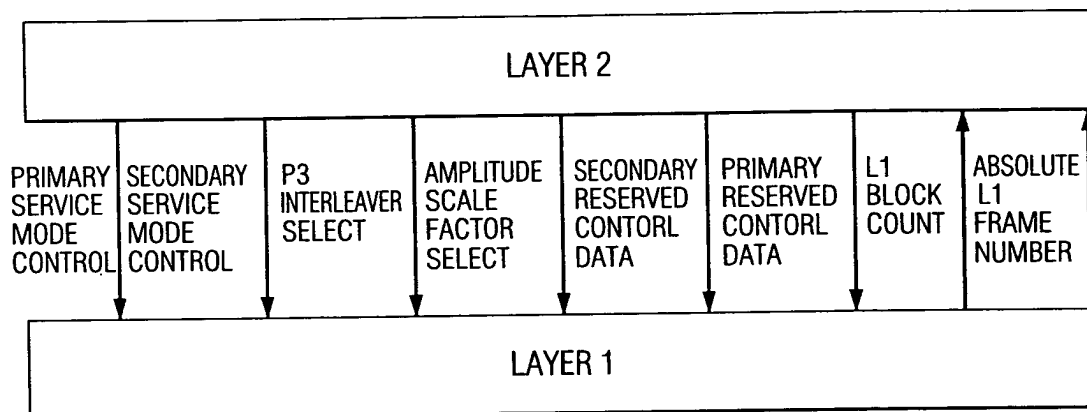 LAYER 2
PRIMARY
SERVICE
MODE
CONTROL
SECONDARY
SERVICE
MODE
CONTROL
P3
INTERLEAVER
SELECT
AMPLITUDE
SCALE
FACTOR
SELECT
SECONDARY
RESERVED
CONTORL
DATA
PRIMARY
RESERVED
CONTORL
DATA
L1
BLOCK
COUNT
ABSOLUTE
L1
FRAME
NUMBER
LAYER 1